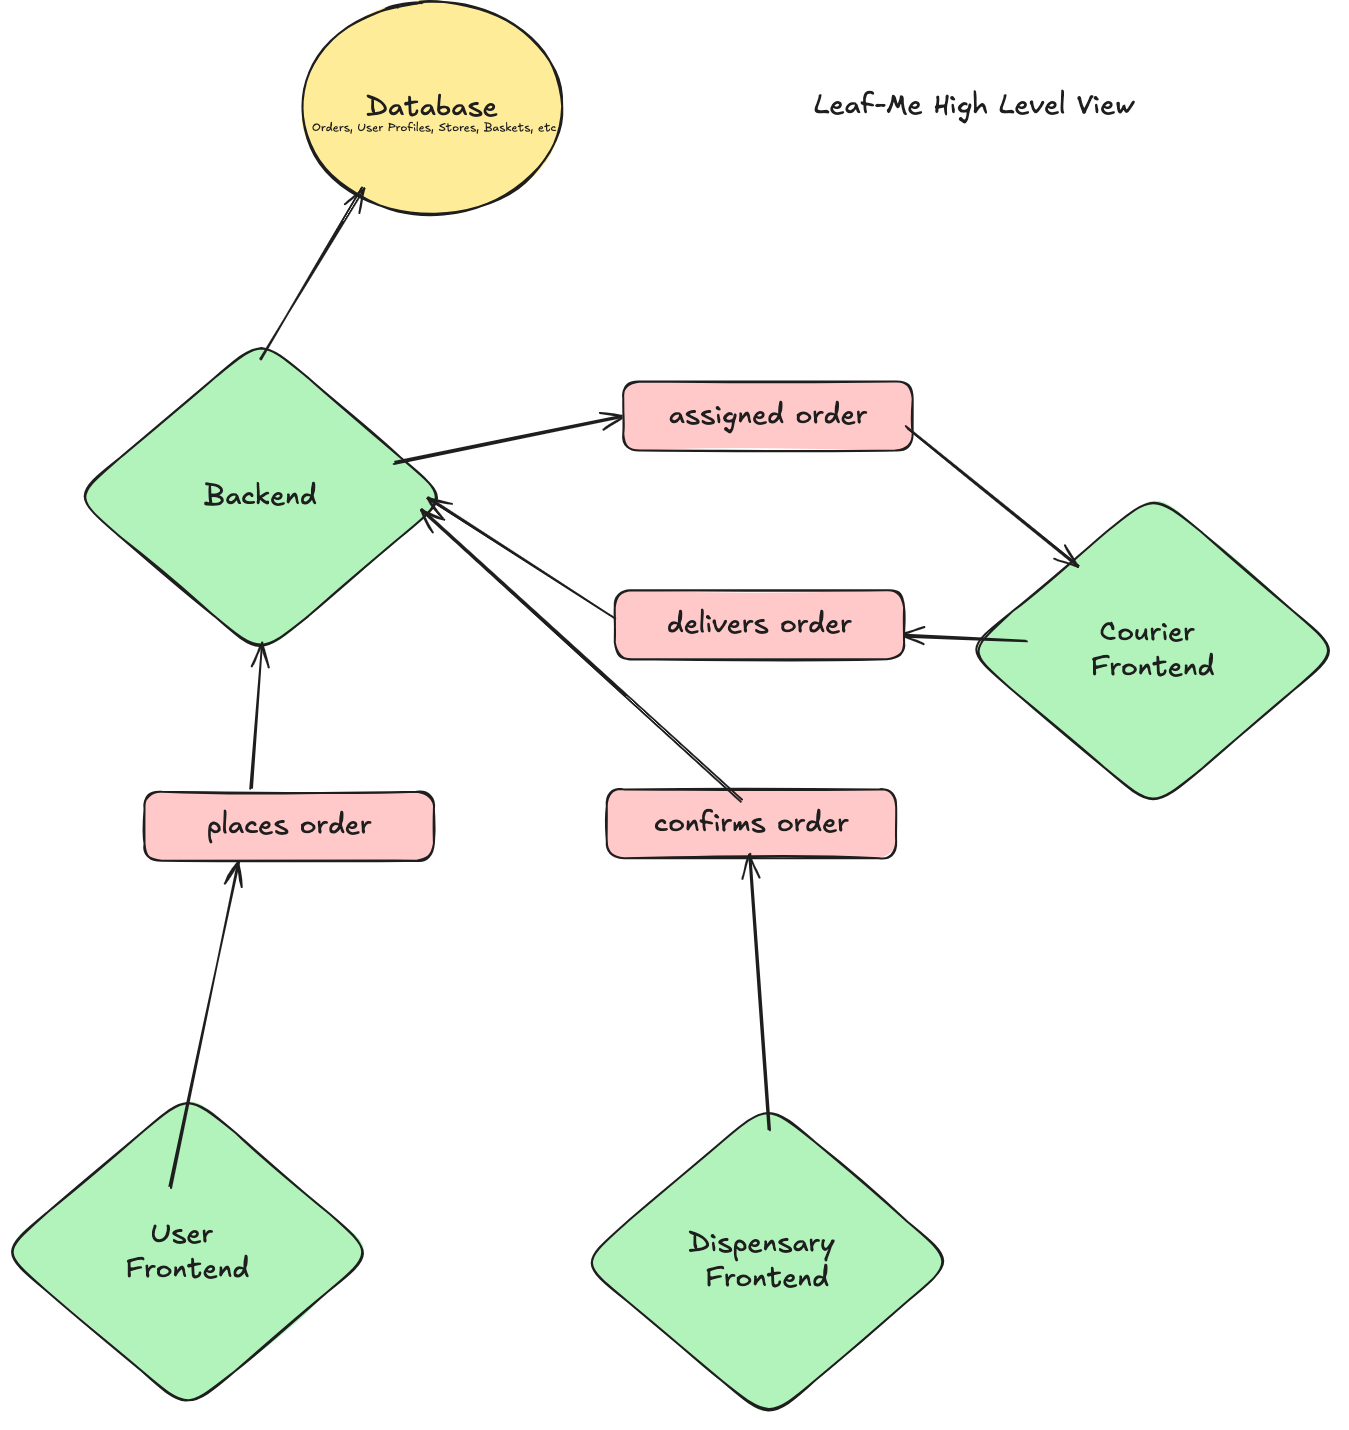 Database
Orders, User Profiles, Stores, Baskets, etc
Leaf-Me High Level View
assigned order
Backend
delivers order
Courier
Frontend
places order
confirms order
User
Frontend
Dispensary
Frontend